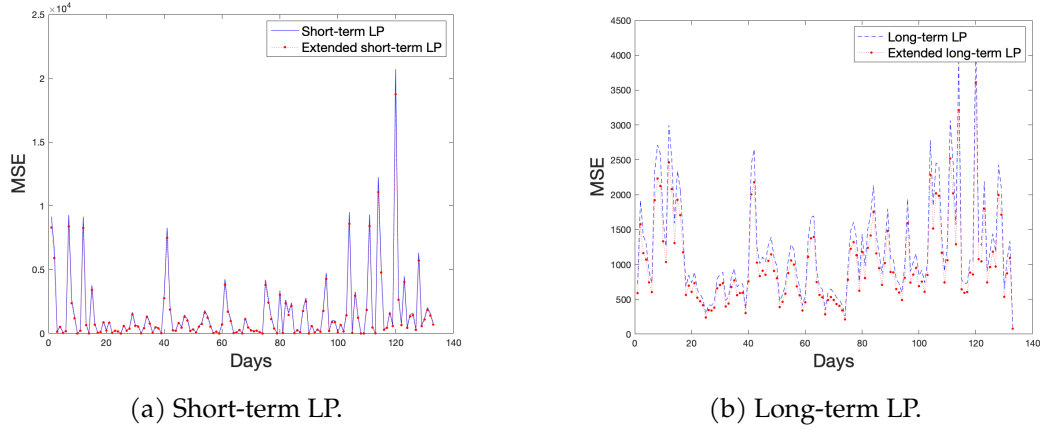 ×10⁴
2.5
2
1.5
1
0.5
0
MSE
Short-term LP
Extended short-term LP
0 20 40 60 80 100 120 140
Days
4500
4000
3500
3000
2500
2000
1500
1000
500
0
MSE
Long-term LP
Extended long-term LP
0 20 40 60 80 100 120 140
Days
(a) Short-term LP.
(b) Long-term LP.